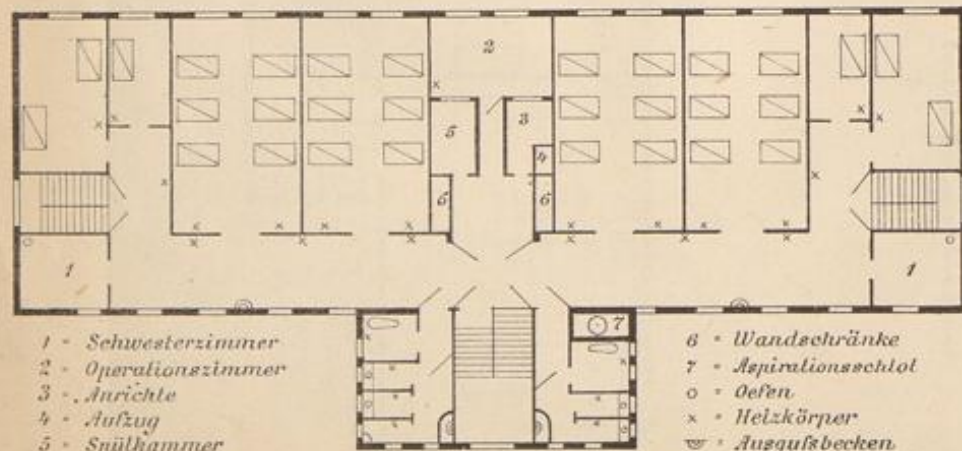 2
5
3
4
5
6
1
1
7
1 = Schwesterzimmer
2 = Operationszimmer
3 = Anrichte
4 = Aufzug
5 = Spülkammer
6 = Wandschränke
7 = Aspirationsschlot
o = Oefen
× = Heizkörper
= Ausgußbecken